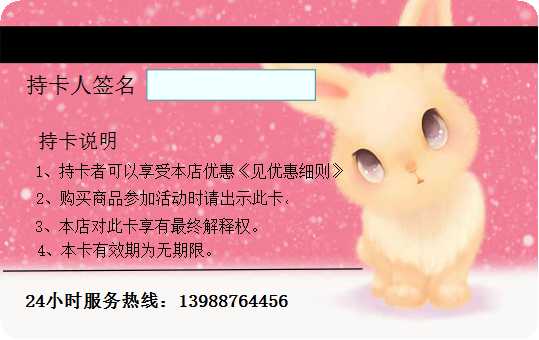 持卡人签名
持卡说明
1、持卡者可以享受本店优惠《见优惠细则》
2、购买商品参加活动时请出示此卡。
3、本店对此卡享有最终解释权。
4、本卡有效期为无期限。
24小时服务热线：13988764456